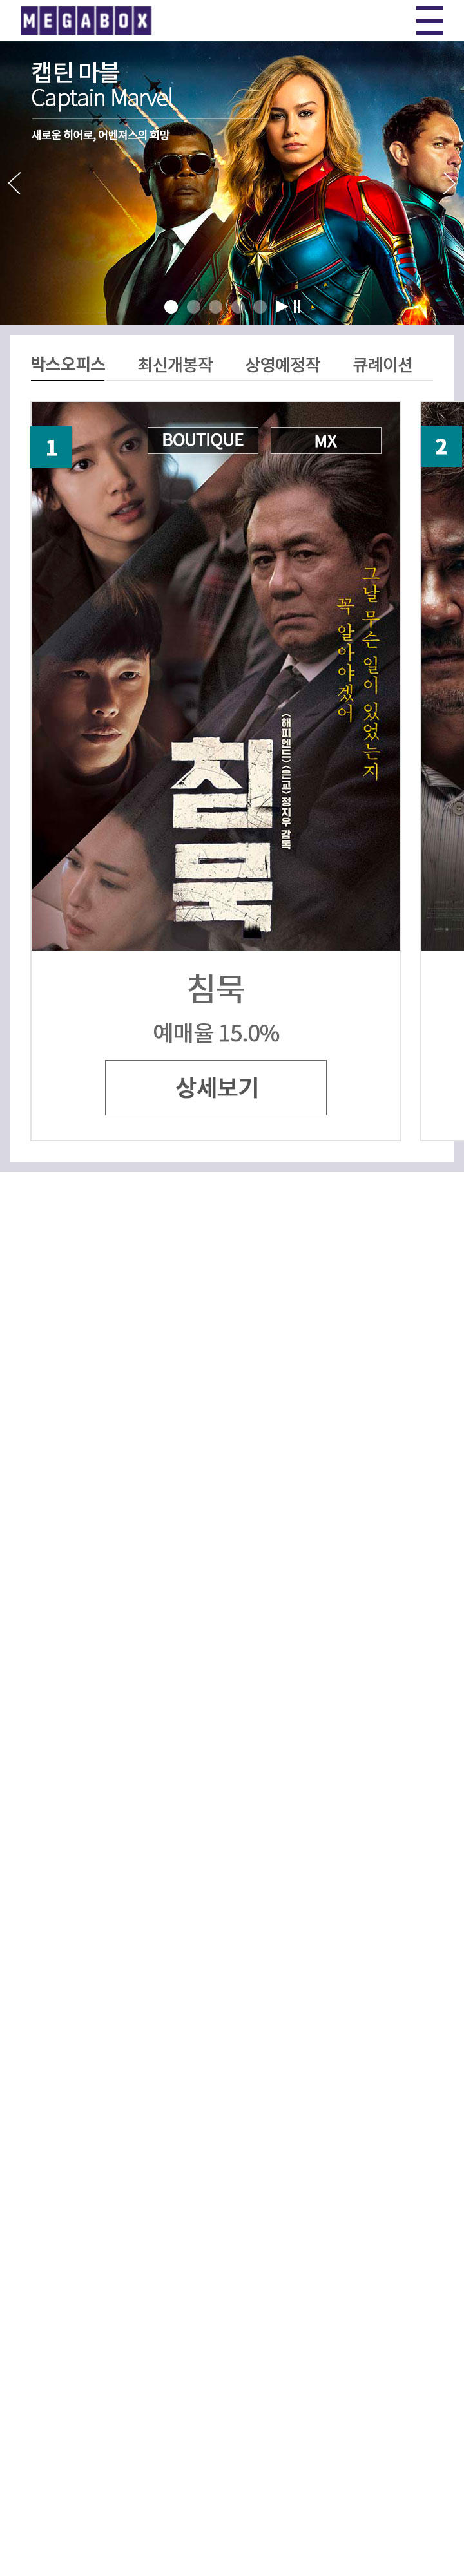 MEGABOX
캡틴 마블
Captain Marvel
새로운 히어로, 어벤져스의 희망
박스오피스 최신개봉작 상영예정작 큐레이션
1
BOUTIQUE
MX
2
그날 무슨 일이 있었는지
꼭 알아야겠어
<해피엔드><은교> 정지우 감독
침묵
침묵
예매율 15.0%
상세보기